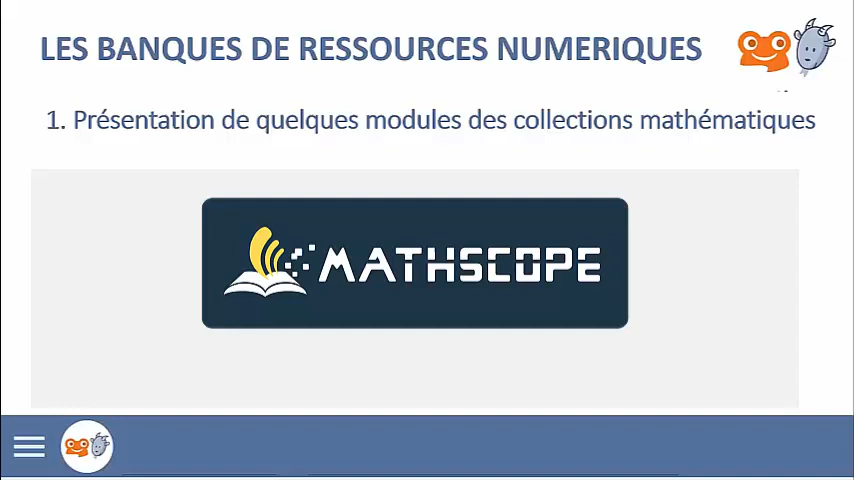 LES BANQUES DE RESSOURCES NUMERIQUES
1. Présentation de quelques modules des collections mathématiques
MATHSCOPE